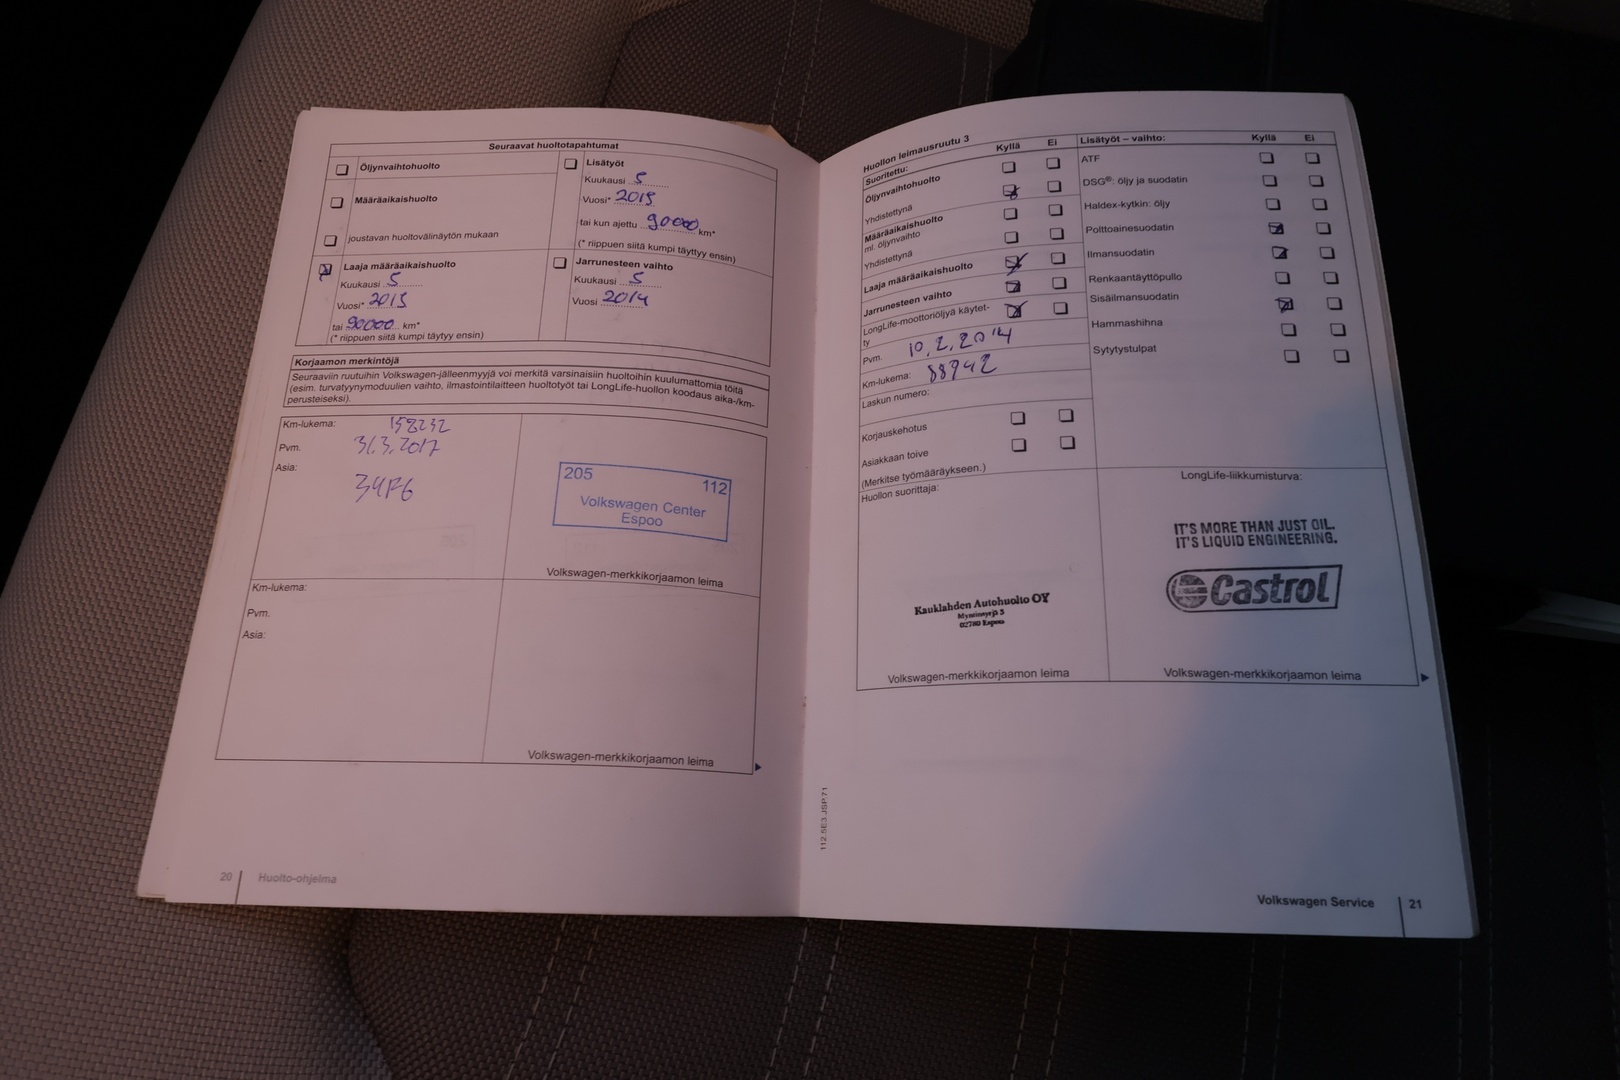 Seuraavat huoltotapahtumat
Öljynvaihtohuolto
Määräaikaishuolto
joustavan huoltovälinäytön mukaan
Lisätyöt
Kuukausi 5
Vuosi* 2015
tai kun ajettu 90000 km*
(* riippuen siitä kumpi täyttyy ensin)
Laaja määräaikaishuolto
Kuukausi 5
Vuosi* 2015
tai 90000 km*
(* riippuen siitä kumpi täytyy ensin)
Jarrunesteen vaihto
Kuukausi 5
Vuosi 2014
Korjaamon merkintöjä
Seuraaviin ruutuihin Volkswagen-jälleenmyyjä voi merkitä varsinaisiin huoltoihin kuulumattomia töitä
(esim. turvatyynymoduulien vaihto, ilmastointilaitteen huoltotyöt tai LongLife-huollon koodaus aika-/km-
perusteiseksi).
Km-lukema: 158232
Pvm. 31.3.2017
Asia:
34F6
205 112
Volkswagen Center
Espoo
Volkswagen-merkkikorjaamon leima
Km-lukema:
Pvm.
Asia:
Volkswagen-merkkikorjaamon leima
20 Huolto-ohjelma
Huollon leimausruutu 3
Suoritettu: Kyllä Ei
Öljynvaihtohuolto
Yhdistettynä
Määräaikaishuolto
ml. öljynvaihto
Yhdistettynä
Laaja määräaikaishuolto
Jarrunesteen vaihto
LongLife-moottoriöljyä käytet-
ty
Pvm. 10.2.2014
Km-lukema: 88942
Laskun numero:
Korjauskehotus
Asiakkaan toive
(Merkitse työmääräykseen.)
Huollon suorittaja:
Kauklahden Autohuolto OY
02780 Espoo
Volkswagen-merkkikorjaamon leima
Lisätyöt – vaihto: Kyllä Ei
ATF
DSG®: öljy ja suodatin
Haldex-kytkin: öljy
Polttoainesuodatin
Ilmansuodatin
Renkaantäyttöpullo
Sisäilmansuodatin
Hammashihna
Sytytystulpat
LongLife-liikkumisturva:
IT'S MORE THAN JUST OIL.
IT'S LIQUID ENGINEERING.
Castrol
Volkswagen-merkkikorjaamon leima
112.5E3.JSP.71
Volkswagen Service 21